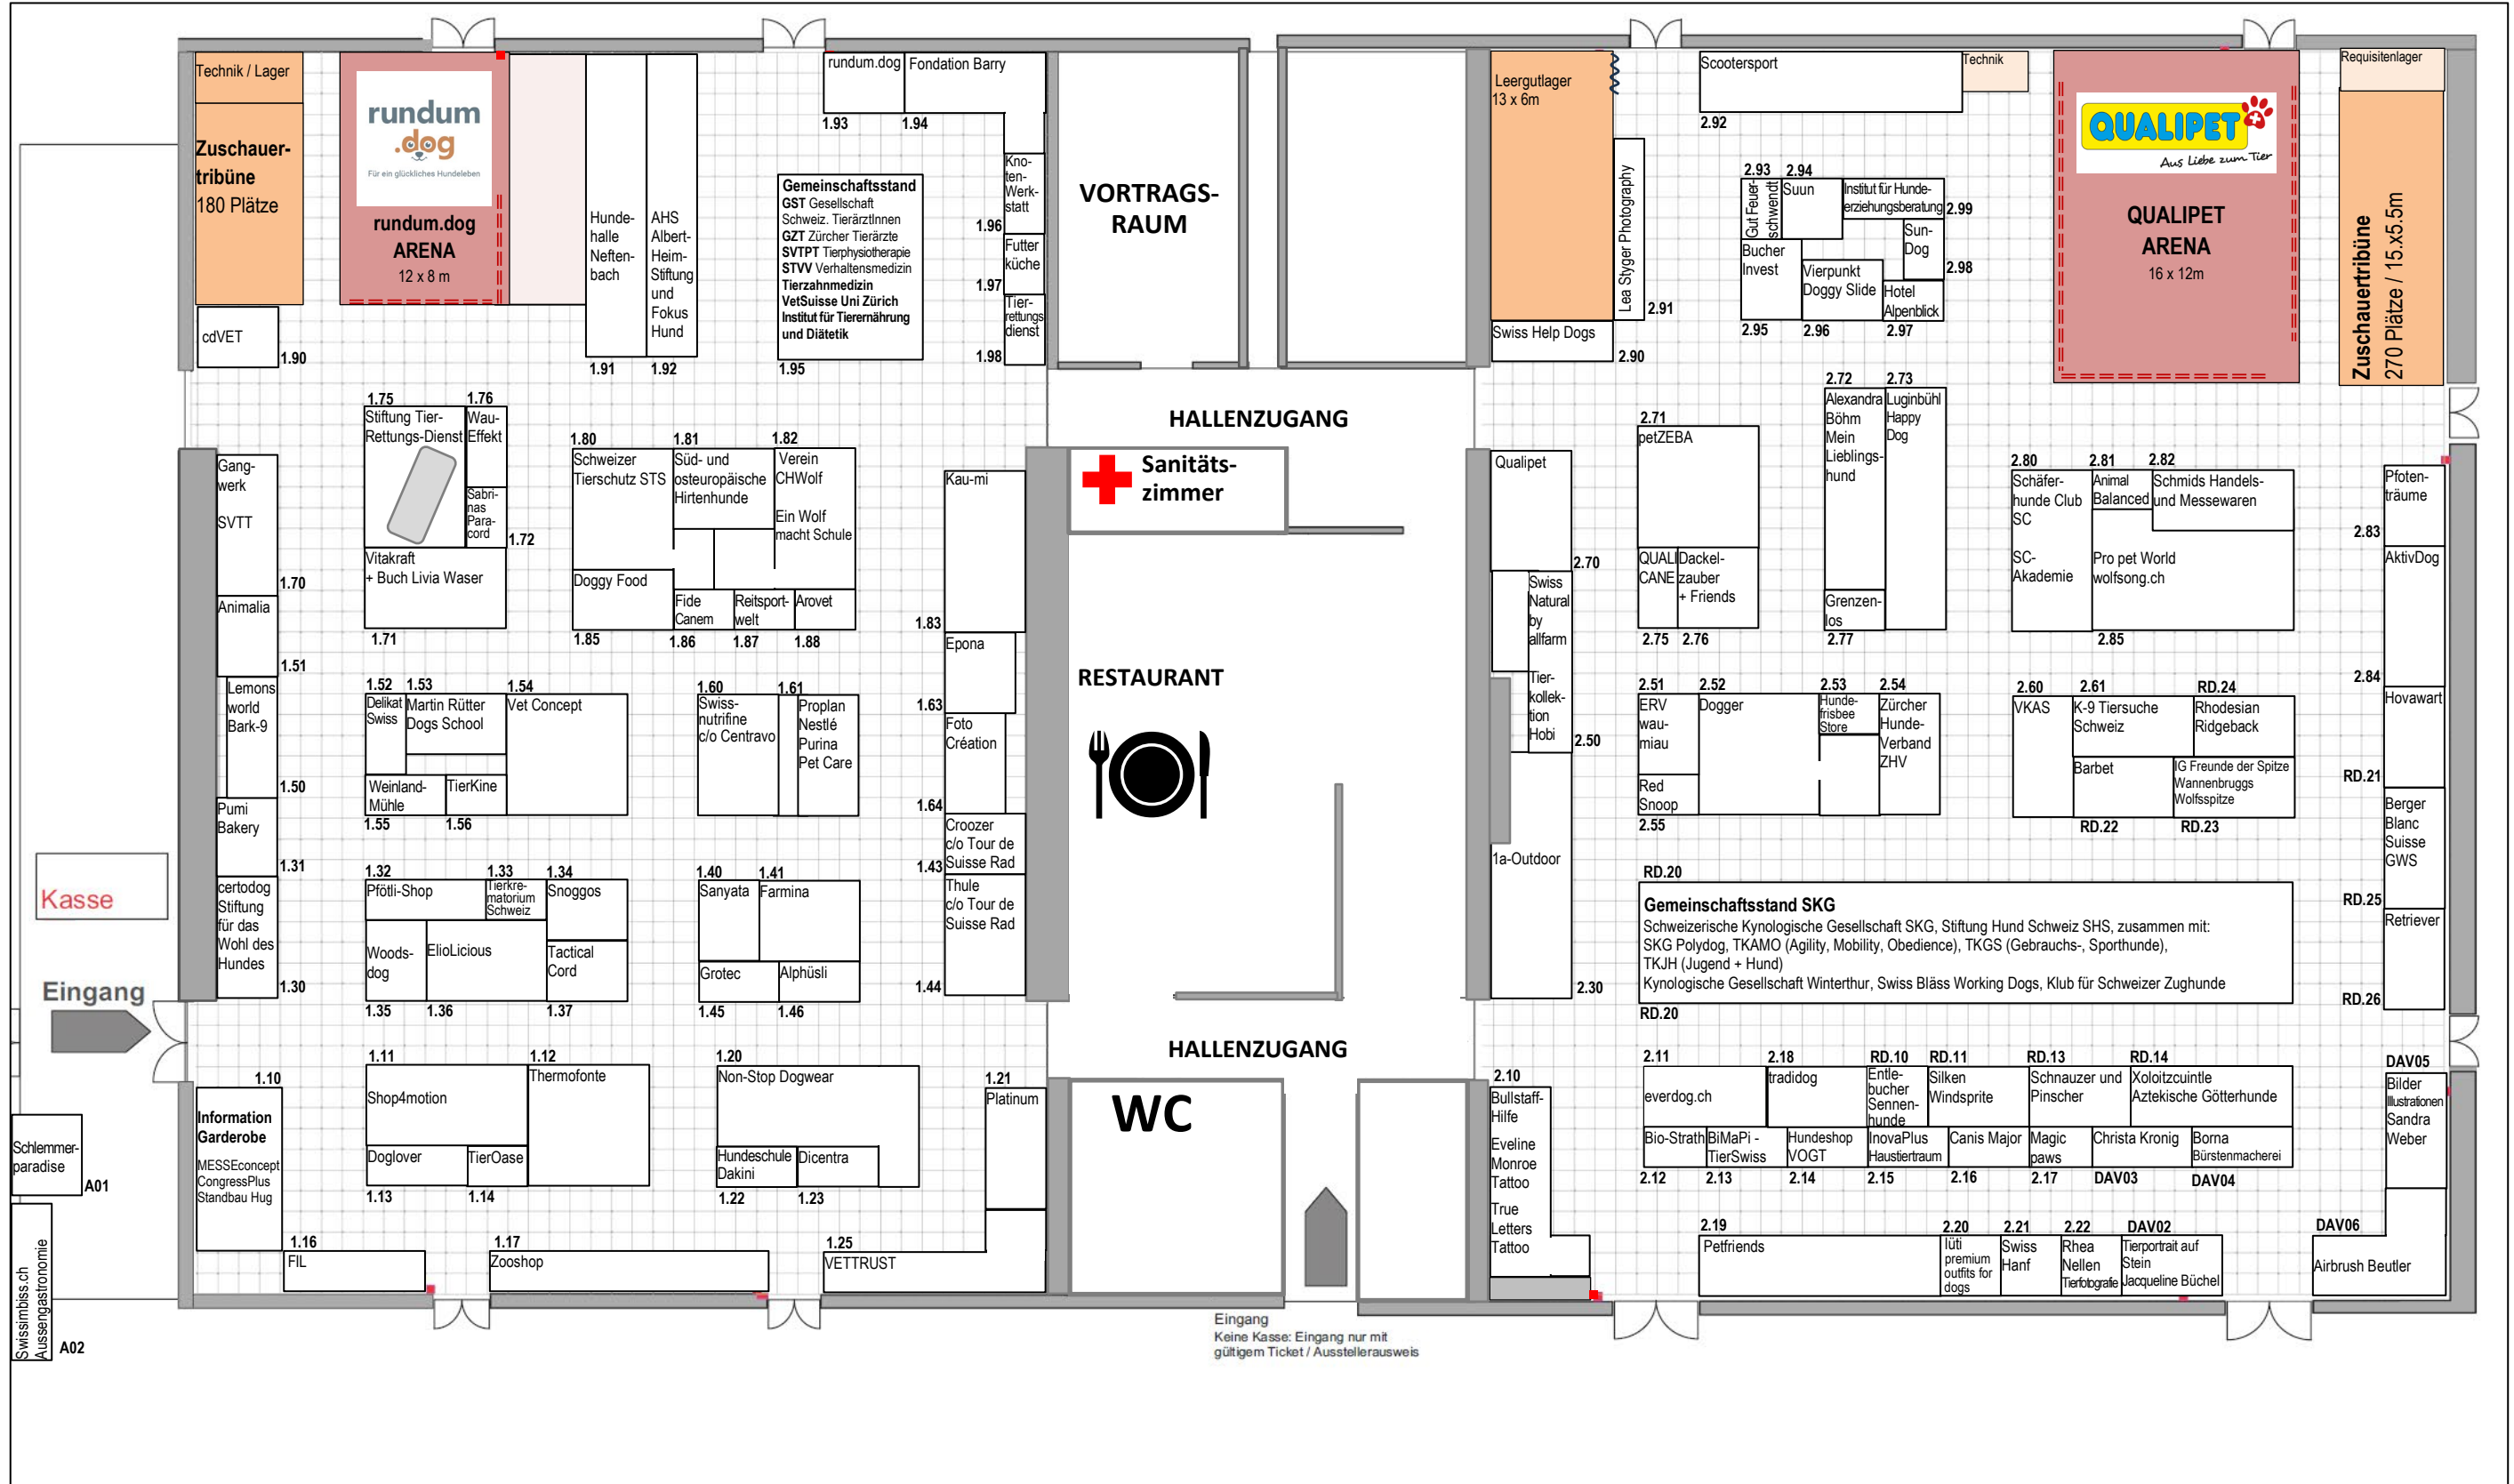 Technik / Lager
Zuschauer-
tribüne
180 Plätze
rundum
.dog
Für ein glückliches Hundeleben
rundum.dog
ARENA
12 x 8 m
Hunde-
halle
Neften-
bach
1.91
AHS
Albert-
Heim-
Stiftung
und
Fokus
Hund
1.92
rundum.dog
1.93
Fondation Barry
1.94
Gemeinschaftsstand
GST Gesellschaft
Schweiz. TierärztInnen
GZT Zürcher Tierärzte
SVTPT Tierphysiotherapie
STVV Verhaltensmedizin
Tierzahnmedizin
VetSuisse Uni Zürich
Institut für Tierernährung
und Diätetik
1.95
Kno-
ten-
Werk-
statt
1.96
Futter
küche
1.97
Tier-
rettungs
dienst
1.98
cdVET
1.90
VORTRAGS-
RAUM
HALLENZUGANG
Sanitäts-
zimmer
RESTAURANT
HALLENZUGANG
WC
Leergutlager
13 x 6m
Lea Styger Photography
2.91
Swiss Help Dogs
2.90
Scootersport
2.92
Technik
2.93
Gut Feuer-
schwendt
2.94
Suun
Institut für Hunde-
erziehungsberatung
2.99
Sun-
Dog
2.98
Bucher
Invest
2.95
Vierpunkt
Doggy Slide
2.96
Hotel
Alpenblick
2.97
QUALIPET
Aus Liebe zum Tier
QUALIPET
ARENA
16 x 12m
Requisitenlager
Zuschauertribüne
270 Plätze / 15.x5.5m
Gang-
werk
SVTT
1.70
Animalia
1.51
Lemons
world
Bark-9
1.50
Pumi
Bakery
1.31
certodog
Stiftung
für das
Wohl des
Hundes
1.30
1.75
Stiftung Tier-
Rettungs-Dienst
1.76
Wau-
Effekt
Sabri-
nas
Para-
cord
1.72
Vitakraft
+ Buch Livia Waser
1.71
1.80
Schweizer
Tierschutz STS
1.81
Süd- und
osteuropäische
Hirtenhunde
1.82
Verein
CHWolf
Ein Wolf
macht Schule
Doggy Food
1.85
Fide
Canem
1.86
Reitsport-
welt
1.87
Arovet
1.88
Kau-mi
1.83
Epona
1.63
Foto
Création
1.64
Croozer
c/o Tour de
Suisse Rad
1.43
Thule
c/o Tour de
Suisse Rad
1.44
1.52
Delikat
Swiss
1.53
Martin Rütter
Dogs School
1.54
Vet Concept
Weinland-
Mühle
1.55
TierKine
1.56
1.60
Swiss-
nutrifine
c/o Centravo
1.61
Proplan
Nestlé
Purina
Pet Care
1.32
Pfötli-Shop
1.33
Tierkre-
matorium
Schweiz
1.34
Snoggos
Woods-
dog
1.35
ElioLicious
1.36
Tactical
Cord
1.37
1.40
Sanyata
1.41
Farmina
Grotec
1.45
Alphüsli
1.46
Kasse
Eingang
1.10
Information
Garderobe
MESSEconcept
CongressPlus
Standbau Hug
Schlemmer-
paradise
A01
Swissimbiss.ch
Aussengastronomie
A02
1.11
Shop4motion
1.12
Thermofonte
Doglover
1.13
TierOase
1.14
1.20
Non-Stop Dogwear
Hundeschule
Dakini
1.22
Dicentra
1.23
1.21
Platinum
1.16
FIL
1.17
Zooshop
1.25
VETTRUST
Eingang
Keine Kasse: Eingang nur mit
gültigem Ticket / Ausstellerausweis
Qualipet
2.70
Swiss
Natural
by
allfarm
Tier-
kollek-
tion
Hobi
2.50
1a-Outdoor
2.30
2.71
petZEBA
QUALI
CANE
2.75
Dackel-
zauber
+ Friends
2.76
2.72
Alexandra
Böhm
Mein
Lieblings-
hund
2.73
Luginbühl
Happy
Dog
Grenzen-
los
2.77
2.80
Schäfer-
hunde Club
SC
SC-
Akademie
2.81
Animal
Balanced
2.82
Schmids Handels-
und Messewaren
Pro pet World
wolfsong.ch
2.85
Pfoten-
träume
2.83
AktivDog
2.84
Hovawart
RD.21
Berger
Blanc
Suisse
GWS
RD.25
Retriever
RD.26
2.51
ERV
wau-
miau
2.52
Dogger
2.53
Hunde-
frisbee
Store
2.54
Zürcher
Hunde-
Verband
ZHV
Red
Snoop
2.55
2.60
VKAS
2.61
K-9 Tiersuche
Schweiz
RD.24
Rhodesian
Ridgeback
Barbet
RD.22
IG Freunde der Spitze
Wannenbruggs
Wolfsspitze
RD.23
RD.20
Gemeinschaftsstand SKG
Schweizerische Kynologische Gesellschaft SKG, Stiftung Hund Schweiz SHS, zusammen mit:
SKG Polydog, TKAMO (Agility, Mobility, Obedience), TKGS (Gebrauchs-, Sporthunde),
TKJH (Jugend + Hund)
Kynologische Gesellschaft Winterthur, Swiss Bläss Working Dogs, Klub für Schweizer Zughunde
RD.20
2.10
Bullstaff-
Hilfe
Eveline
Monroe
Tattoo
True
Letters
Tattoo
2.11
everdog.ch
2.18
tradidog
RD.10
Entle-
bucher
Sennen-
hunde
RD.11
Silken
Windsprite
RD.13
Schnauzer und
Pinscher
RD.14
Xoloitzcuintle
Aztekische Götterhunde
Bio-Strath
2.12
BiMaPi -
TierSwiss
2.13
Hundeshop
VOGT
2.14
InovaPlus
Haustiertraum
2.15
Canis Major
2.16
Magic
paws
2.17
Christa Kronig
DAV03
Borna
Bürstenmacherei
DAV04
DAV05
Bilder
Illustrationen
Sandra
Weber
2.19
Petfriends
2.20
lüti
premium
outfits for
dogs
2.21
Swiss
Hanf
2.22
Rhea
Nellen
Tierfotografie
DAV02
Tierportrait auf
Stein
Jacqueline Büchel
DAV06
Airbrush Beutler